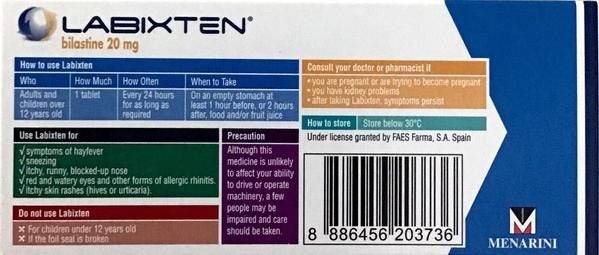 LABIXTEN®
bilastine 20 mg
How to use Labixten
Who How Much How Often When to Take
Adults and children over 12 years old 1 tablet Every 24 hours for as long as required On an empty stomach at least 1 hour before, or 2 hours after, food and/or fruit juice
Use Labixten for
√ symptoms of hayfever
√ sneezing
√ itchy, runny, blocked-up nose
√ red and watery eyes and other forms of allergic rhinitis.
√ itchy skin rashes (hives or urticaria).
Do not use Labixten
✕ For children under 12 years old
✕ If the foil seal is broken
Precaution
Although this
medicine is unlikely
to affect your ability
to drive or operate
machinery, a few
people may be
impaired and care
should be taken.
Consult your doctor or pharmacist if
• you are pregnant or are trying to become pregnant
• you have kidney problems
• after taking Labixten, symptoms persist
How to store Store below 30°C
Under license granted by FAES Farma, S.A. Spain
8 886456 203736
MENARINI